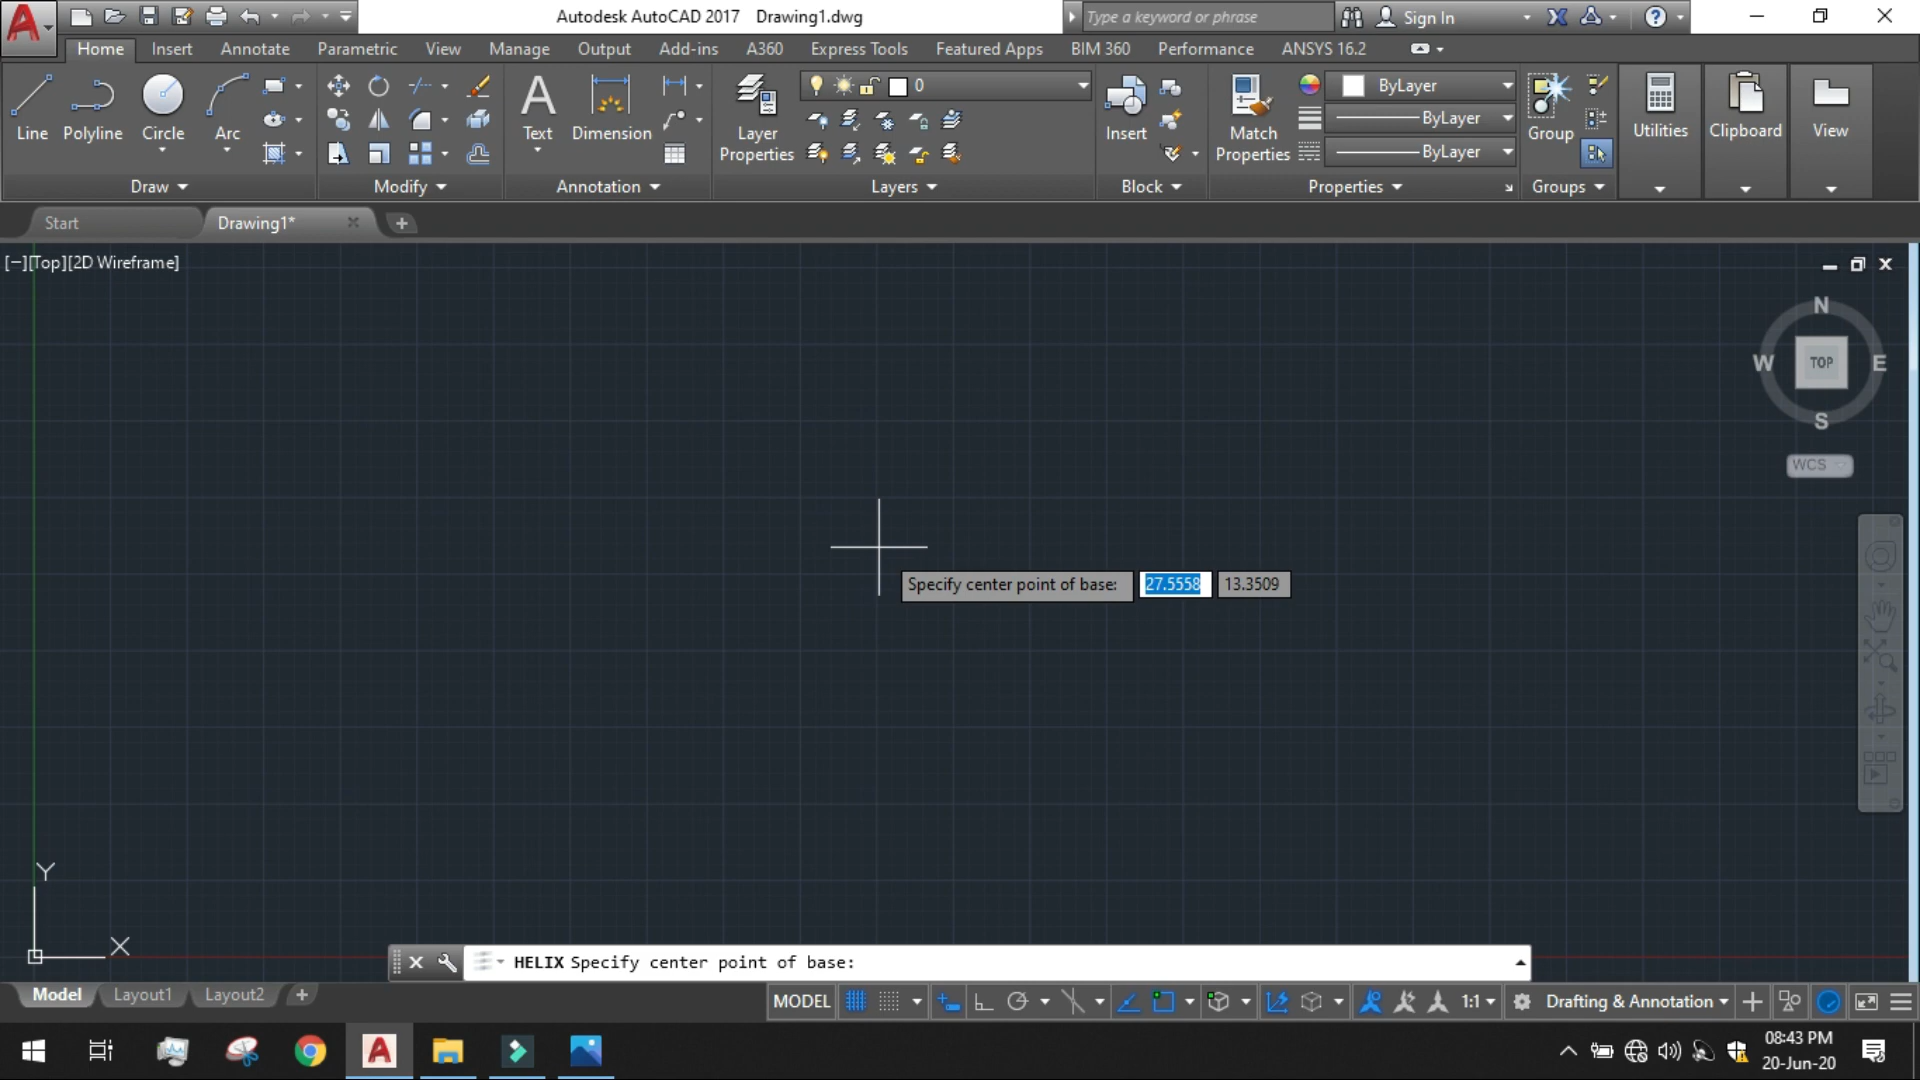 Autodesk AutoCAD 2017 Drawing1.dwg
Type a keyword or phrase
Sign In
Home Insert Annotate Parametric View Manage Output Add-ins A360 Express Tools Featured Apps BIM 360 Performance ANSYS 16.2
Line Polyline Circle Arc
Text Dimension
Layer Properties
0
Insert
Match Properties
ByLayer
ByLayer
ByLayer
Group
Utilities
Clipboard
View
Draw Modify Annotation Layers Block Properties Groups
Start Drawing1*
[−][Top][2D Wireframe]
N
W TOP E
S
WCS
Specify center point of base: 27.5558 13.3509
Y
X
HELIX Specify center point of base:
Model Layout1 Layout2
MODEL 1:1 Drafting & Annotation
08:43 PM
20-Jun-20